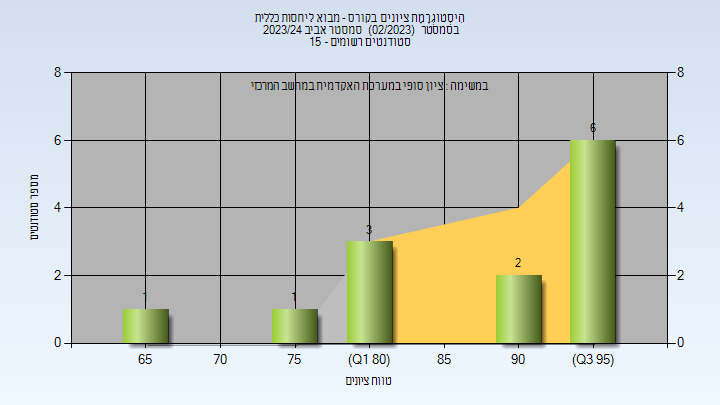 הִיסְטוֹגְרַמַת ציונים בקורס - מבוא ליחסות כללית
בסמסטר (02/2023) סמסטר אביב 2023/24
סטודנטים רשומים - 15
במשימה : ציון סופי במערכת האקדמית במחשב המרכזי
8 8
6 6
6
4 4
3
2
2 2
1 1
0 0
65 70 75 (Q1 80) 85 90 (Q3 95)
מספר סטודנטים
טווח ציונים